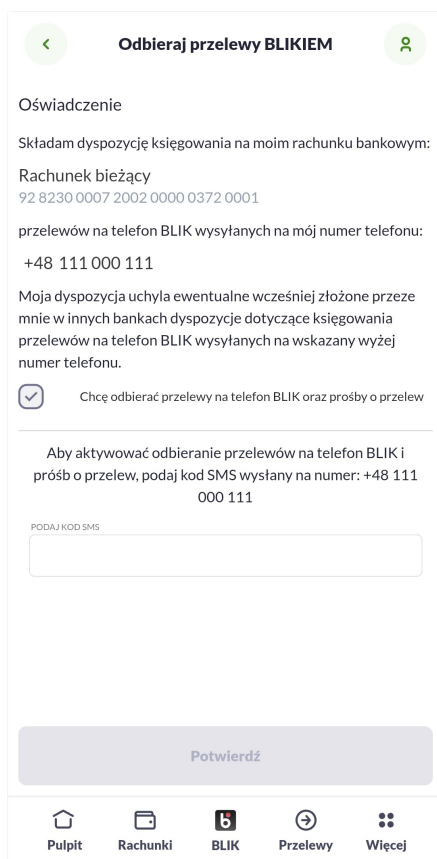 Odbieraj przelewy BLIKIEM
Oświadczenie
Składam dyspozycję księgowania na moim rachunku bankowym:
Rachunek bieżący
92 8230 0007 2002 0000 0372 0001
przelewów na telefon BLIK wysyłanych na mój numer telefonu:
+48 111 000 111
Moja dyspozycja uchyla ewentualne wcześniej złożone przeze
mnie w innych bankach dyspozycje dotyczące księgowania
przelewów na telefon BLIK wysyłanych na wskazany wyżej
numer telefonu.
Chcę odbierać przelewy na telefon BLIK oraz prośby o przelew
Aby aktywować odbieranie przelewów na telefon BLIK i
próśb o przelew, podaj kod SMS wysłany na numer: +48 111
000 111
PODAJ KOD SMS
Potwierdź
Pulpit Rachunki BLIK Przelewy Więcej